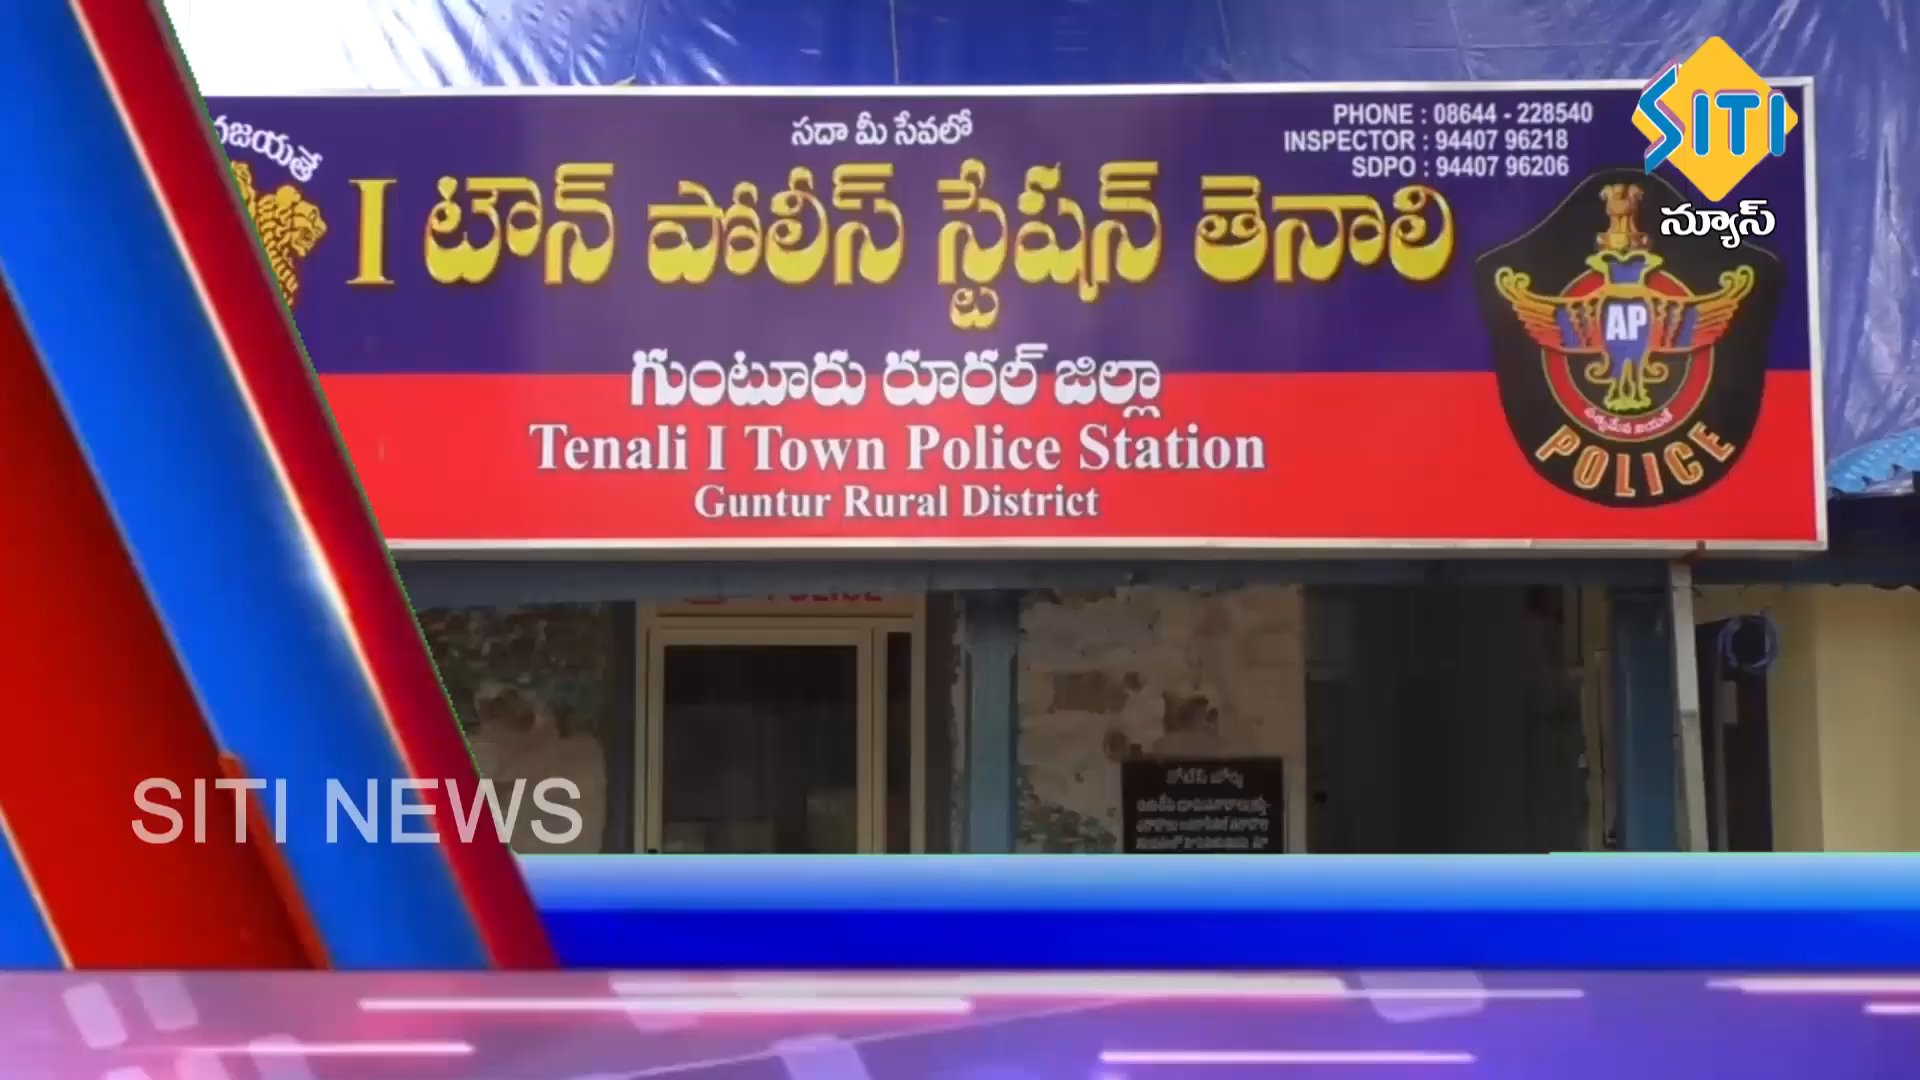 సదా మీ సేవలో
PHONE : 08644 - 228540
INSPECTOR : 94407 96218
SDPO : 94407 96206
I టౌన్ పోలీస్ స్టేషన్ తెనాలి
గుంటూరు రూరల్ జిల్లా
Tenali I Town Police Station
Guntur Rural District
AP
POLICE
SITI
న్యూస్
POLICE
నోటీస్ బోర్డు
SITI NEWS